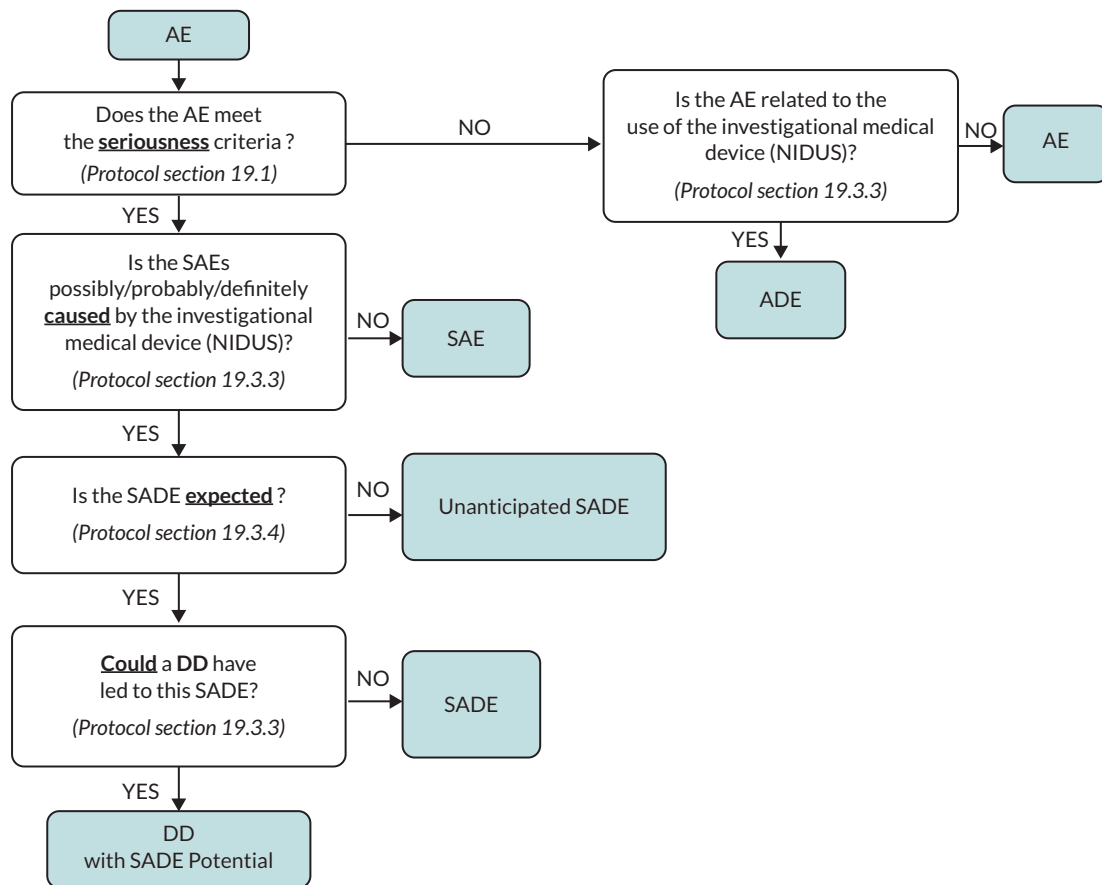 AE
Does the AE meet
the seriousness criteria ?
(Protocol section 19.1)
NO
Is the AE related to the
use of the investigational medical
device (NIDUS)?
(Protocol section 19.3.3)
NO
AE
YES
YES
ADE
Is the SAEs
possibly/probably/definitely
caused by the investigational
medical device (NIDUS)?
(Protocol section 19.3.3)
NO
SAE
YES
Is the SADE expected ?
(Protocol section 19.3.4)
NO
Unanticipated SADE
YES
Could a DD have
led to this SADE?
(Protocol section 19.3.3)
NO
SADE
YES
DD
with SADE Potential